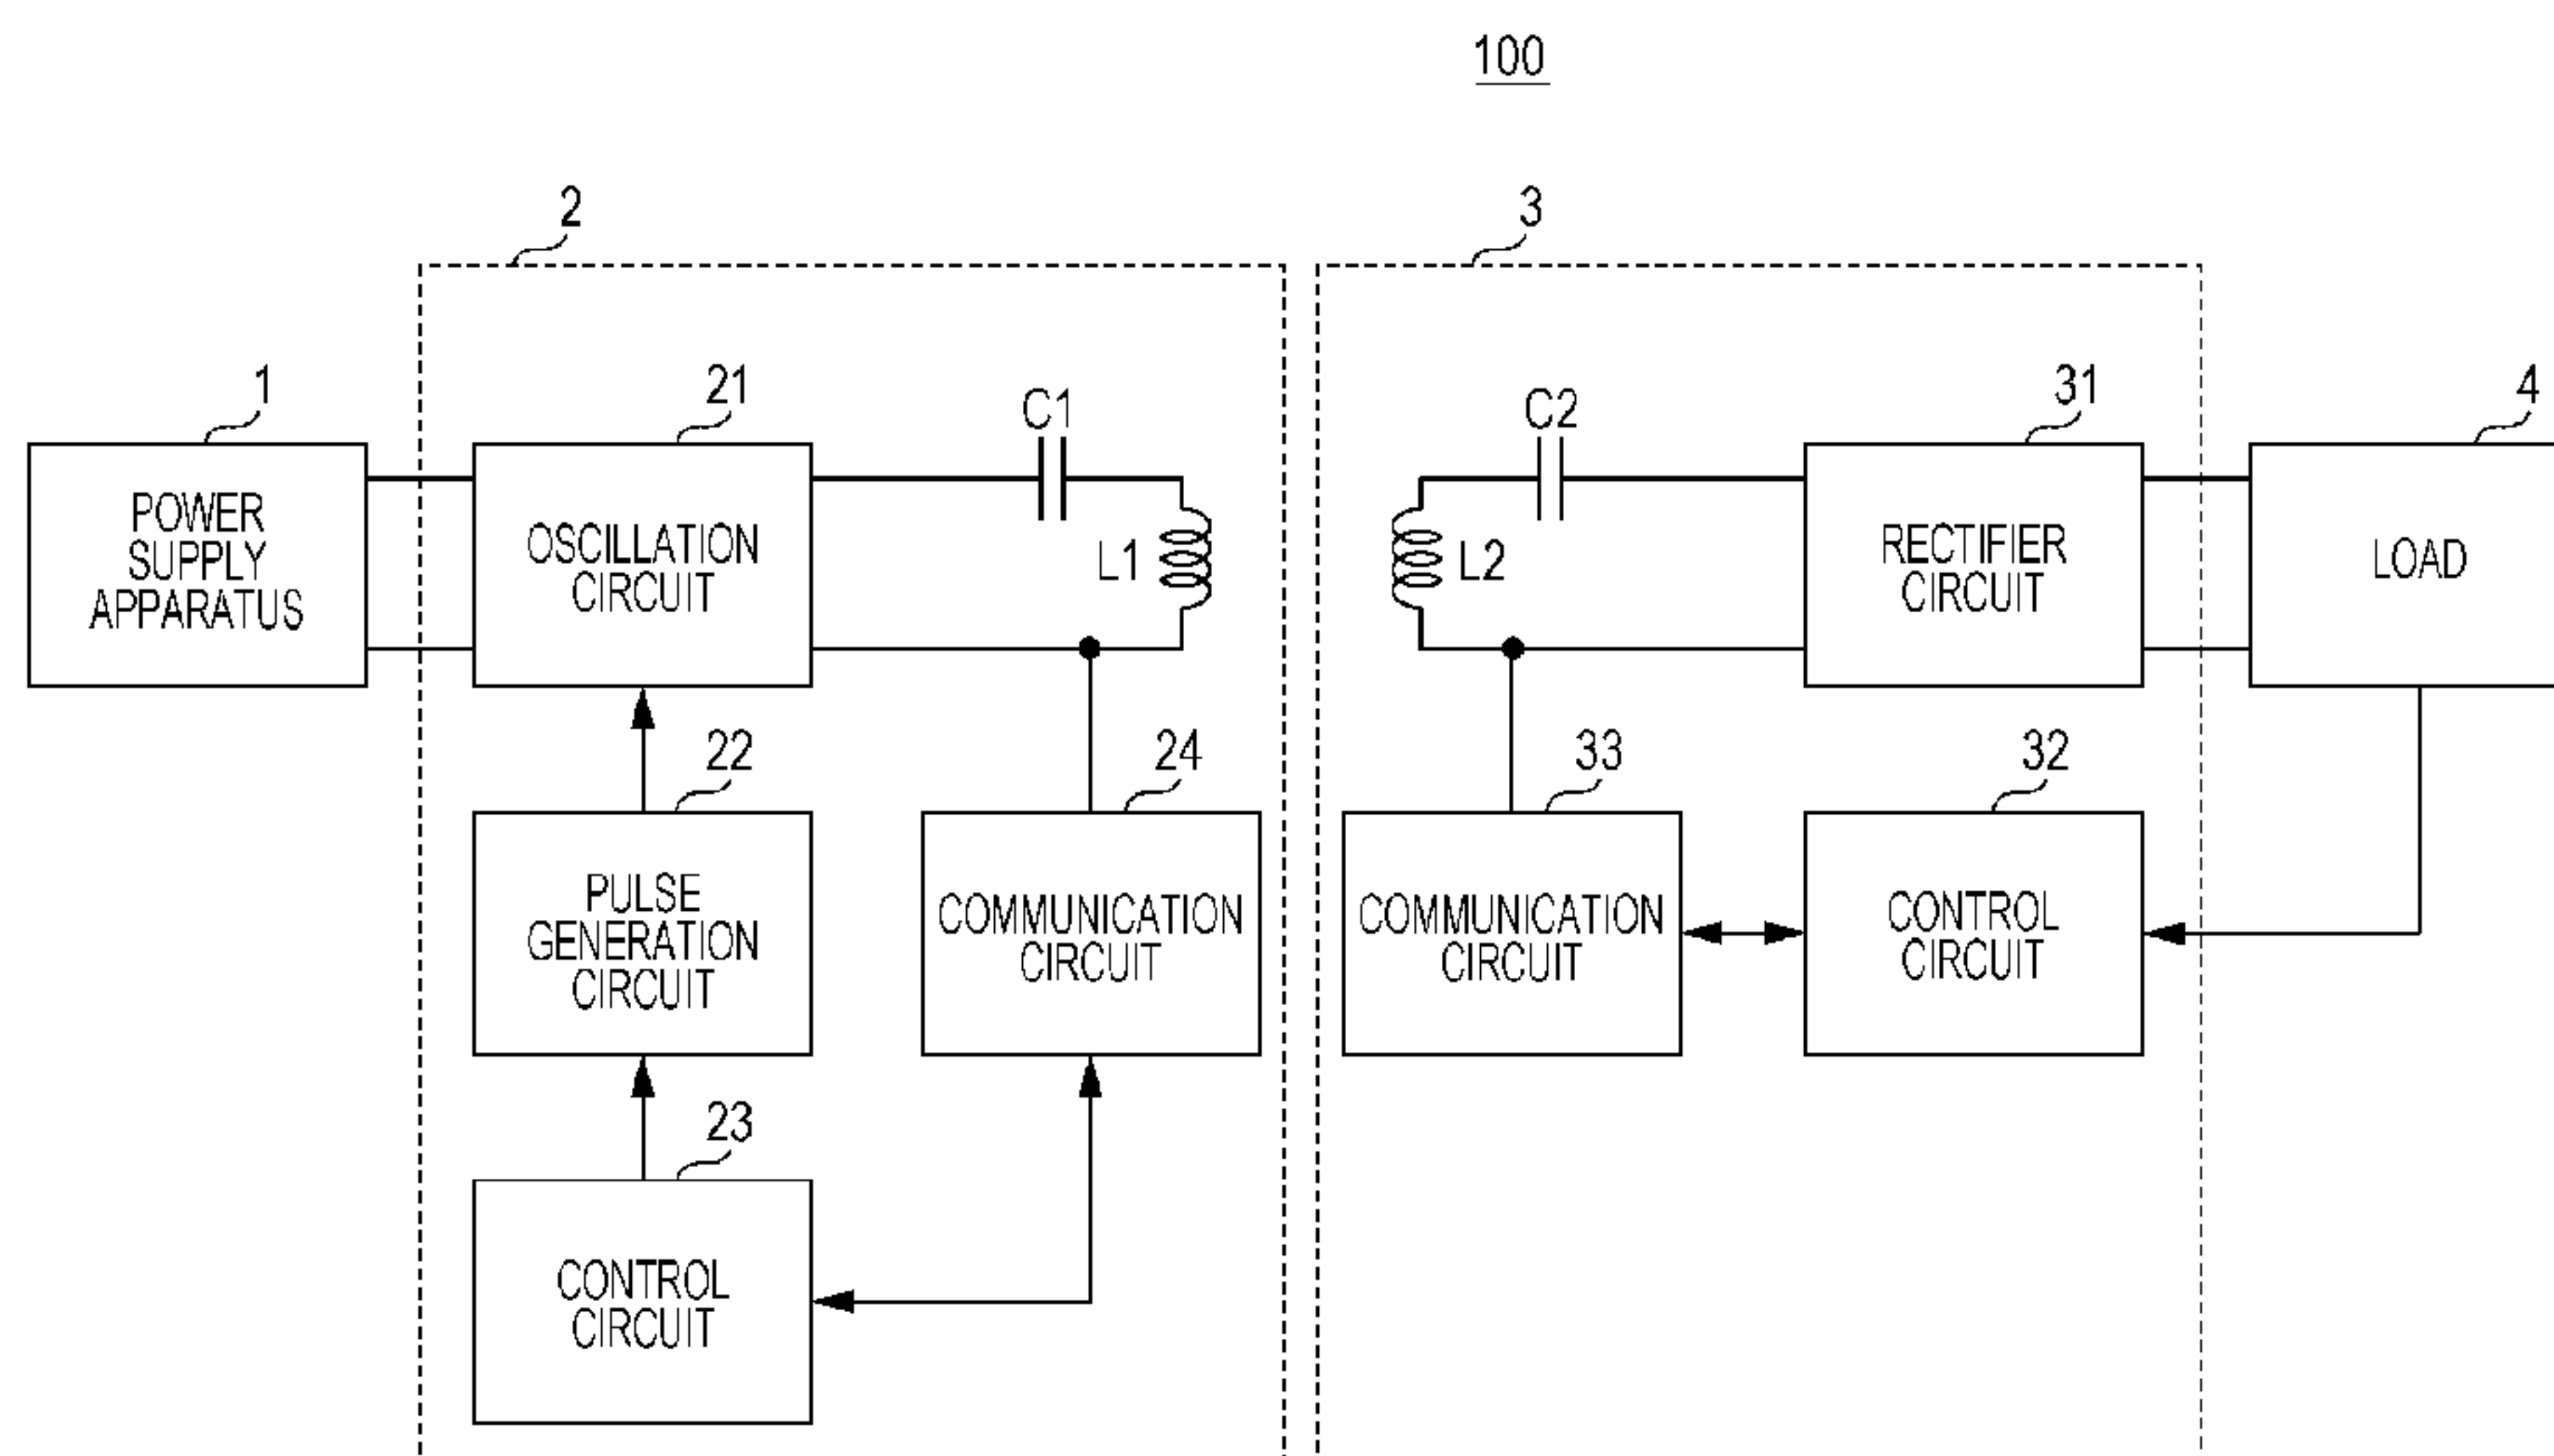 100
2
3
1
21
C1
C2
31
4
POWER
SUPPLY
APPARATUS
OSCILLATION
CIRCUIT
L1
L2
RECTIFIER
CIRCUIT
LOAD
22
24
33
32
PULSE
GENERATION
CIRCUIT
COMMUNICATION
CIRCUIT
COMMUNICATION
CIRCUIT
CONTROL
CIRCUIT
23
CONTROL
CIRCUIT